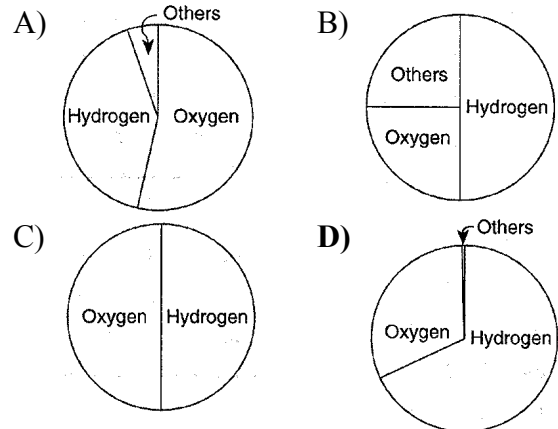 A)
Others
Hydrogen
Oxygen
B)
Others
Oxygen
Hydrogen
C)
Oxygen
Hydrogen
D)
Others
Oxygen
Hydrogen